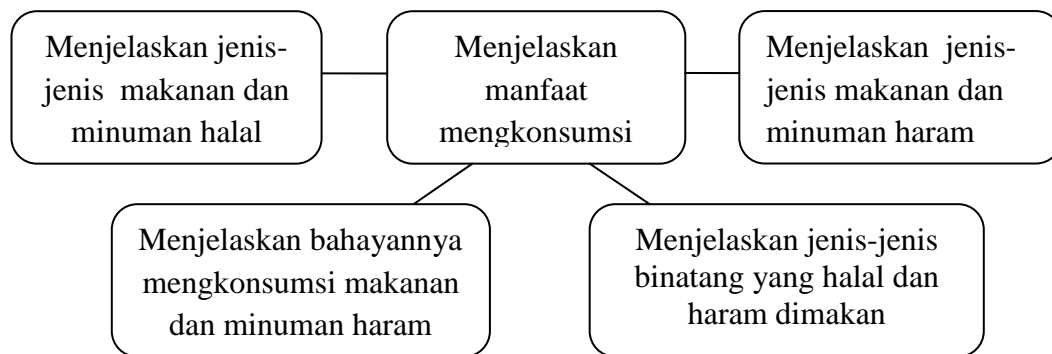 Menjelaskan jenis-
jenis makanan dan
minuman halal
Menjelaskan
manfaat
mengkonsumsi
Menjelaskan jenis-
jenis makanan dan
minuman haram
Menjelaskan bahayannya
mengkonsumsi makanan
dan minuman haram
Menjelaskan jenis-jenis
binatang yang halal dan
haram dimakan